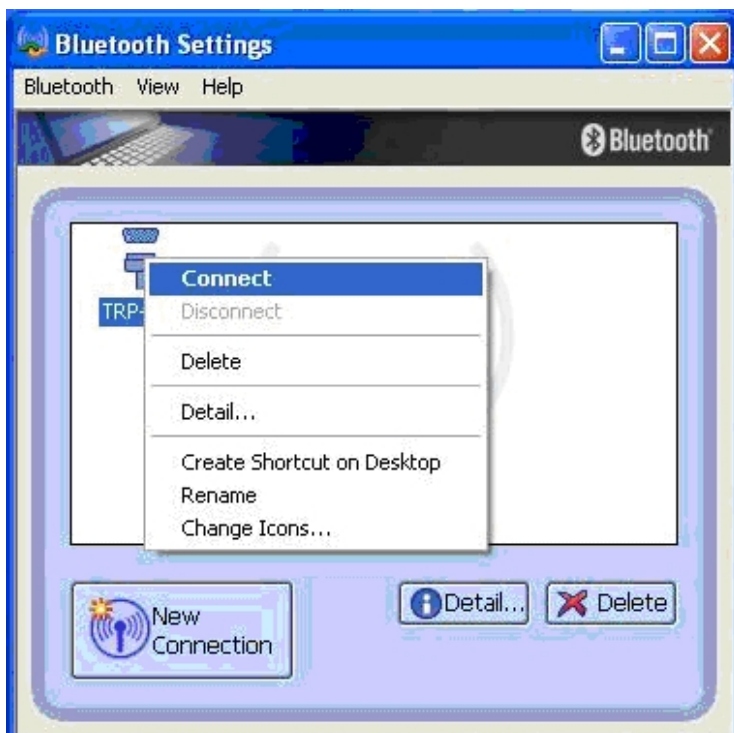 Bluetooth Settings
Bluetooth View Help
Bluetooth
TRP-
Connect
Disconnect
Delete
Detail...
Create Shortcut on Desktop
Rename
Change Icons...
New
Connection
Detail...
Delete